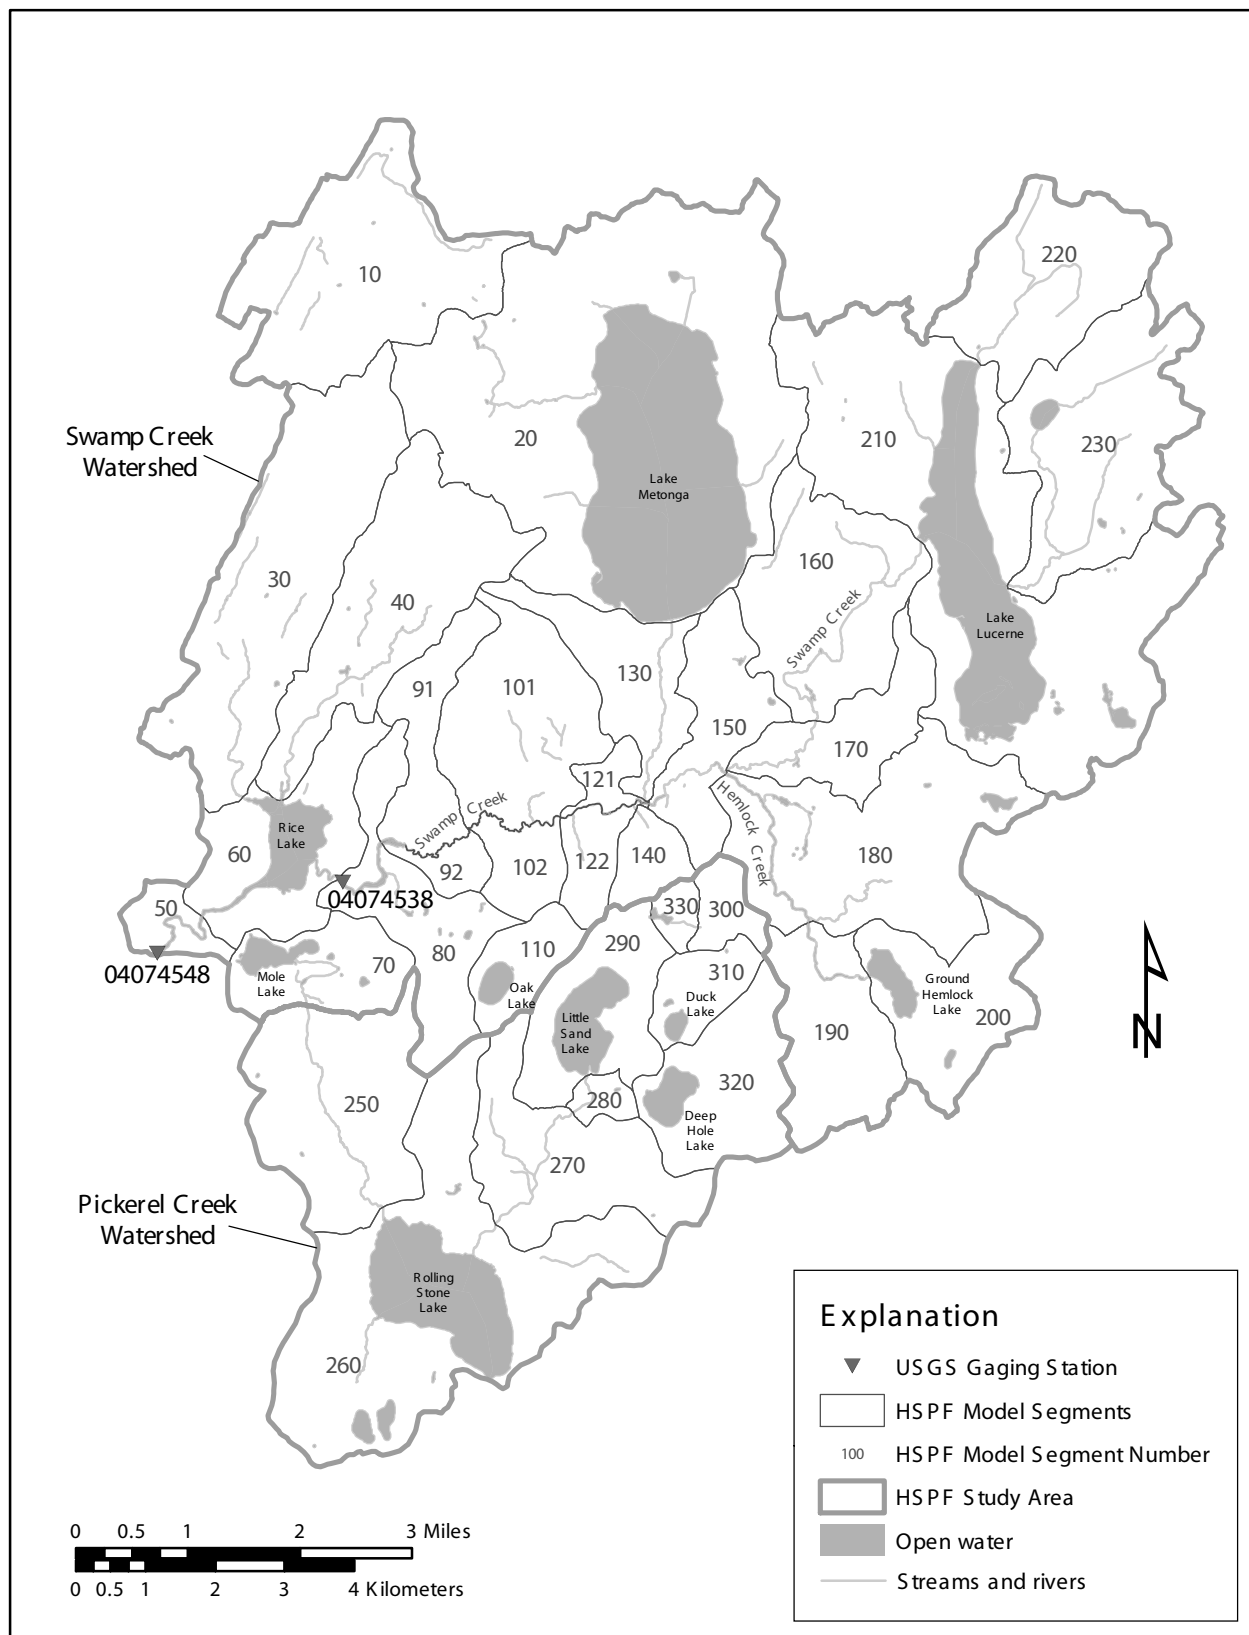 220
10
Swamp Creek
Watershed
20
210
230
Lake
Metonga
30
40
160
Swamp Creek
Lake
Lucerne
91
101
130
150
170
121
Swamp Creek
Hemlock Creek
Rice
Lake
60
92
102
122
140
180
04074538
50
80
110
290
330
300
04074548
Mole
Lake
70
Oak
Lake
310
Duck
Lake
Ground
Hemlock
Lake
200
Little
Sand
Lake
190
N
250
280
320
Deep
Hole
Lake
270
Pickerel Creek
Watershed
Rolling
Stone
Lake
260
Explanation
USGS Gaging Station
HSPF Model Segments
100 HSPF Model Segment Number
HSPF Study Area
Open water
Streams and rivers
0 0.5 1 2 3 Miles
0 0.5 1 2 3 4 Kilometers